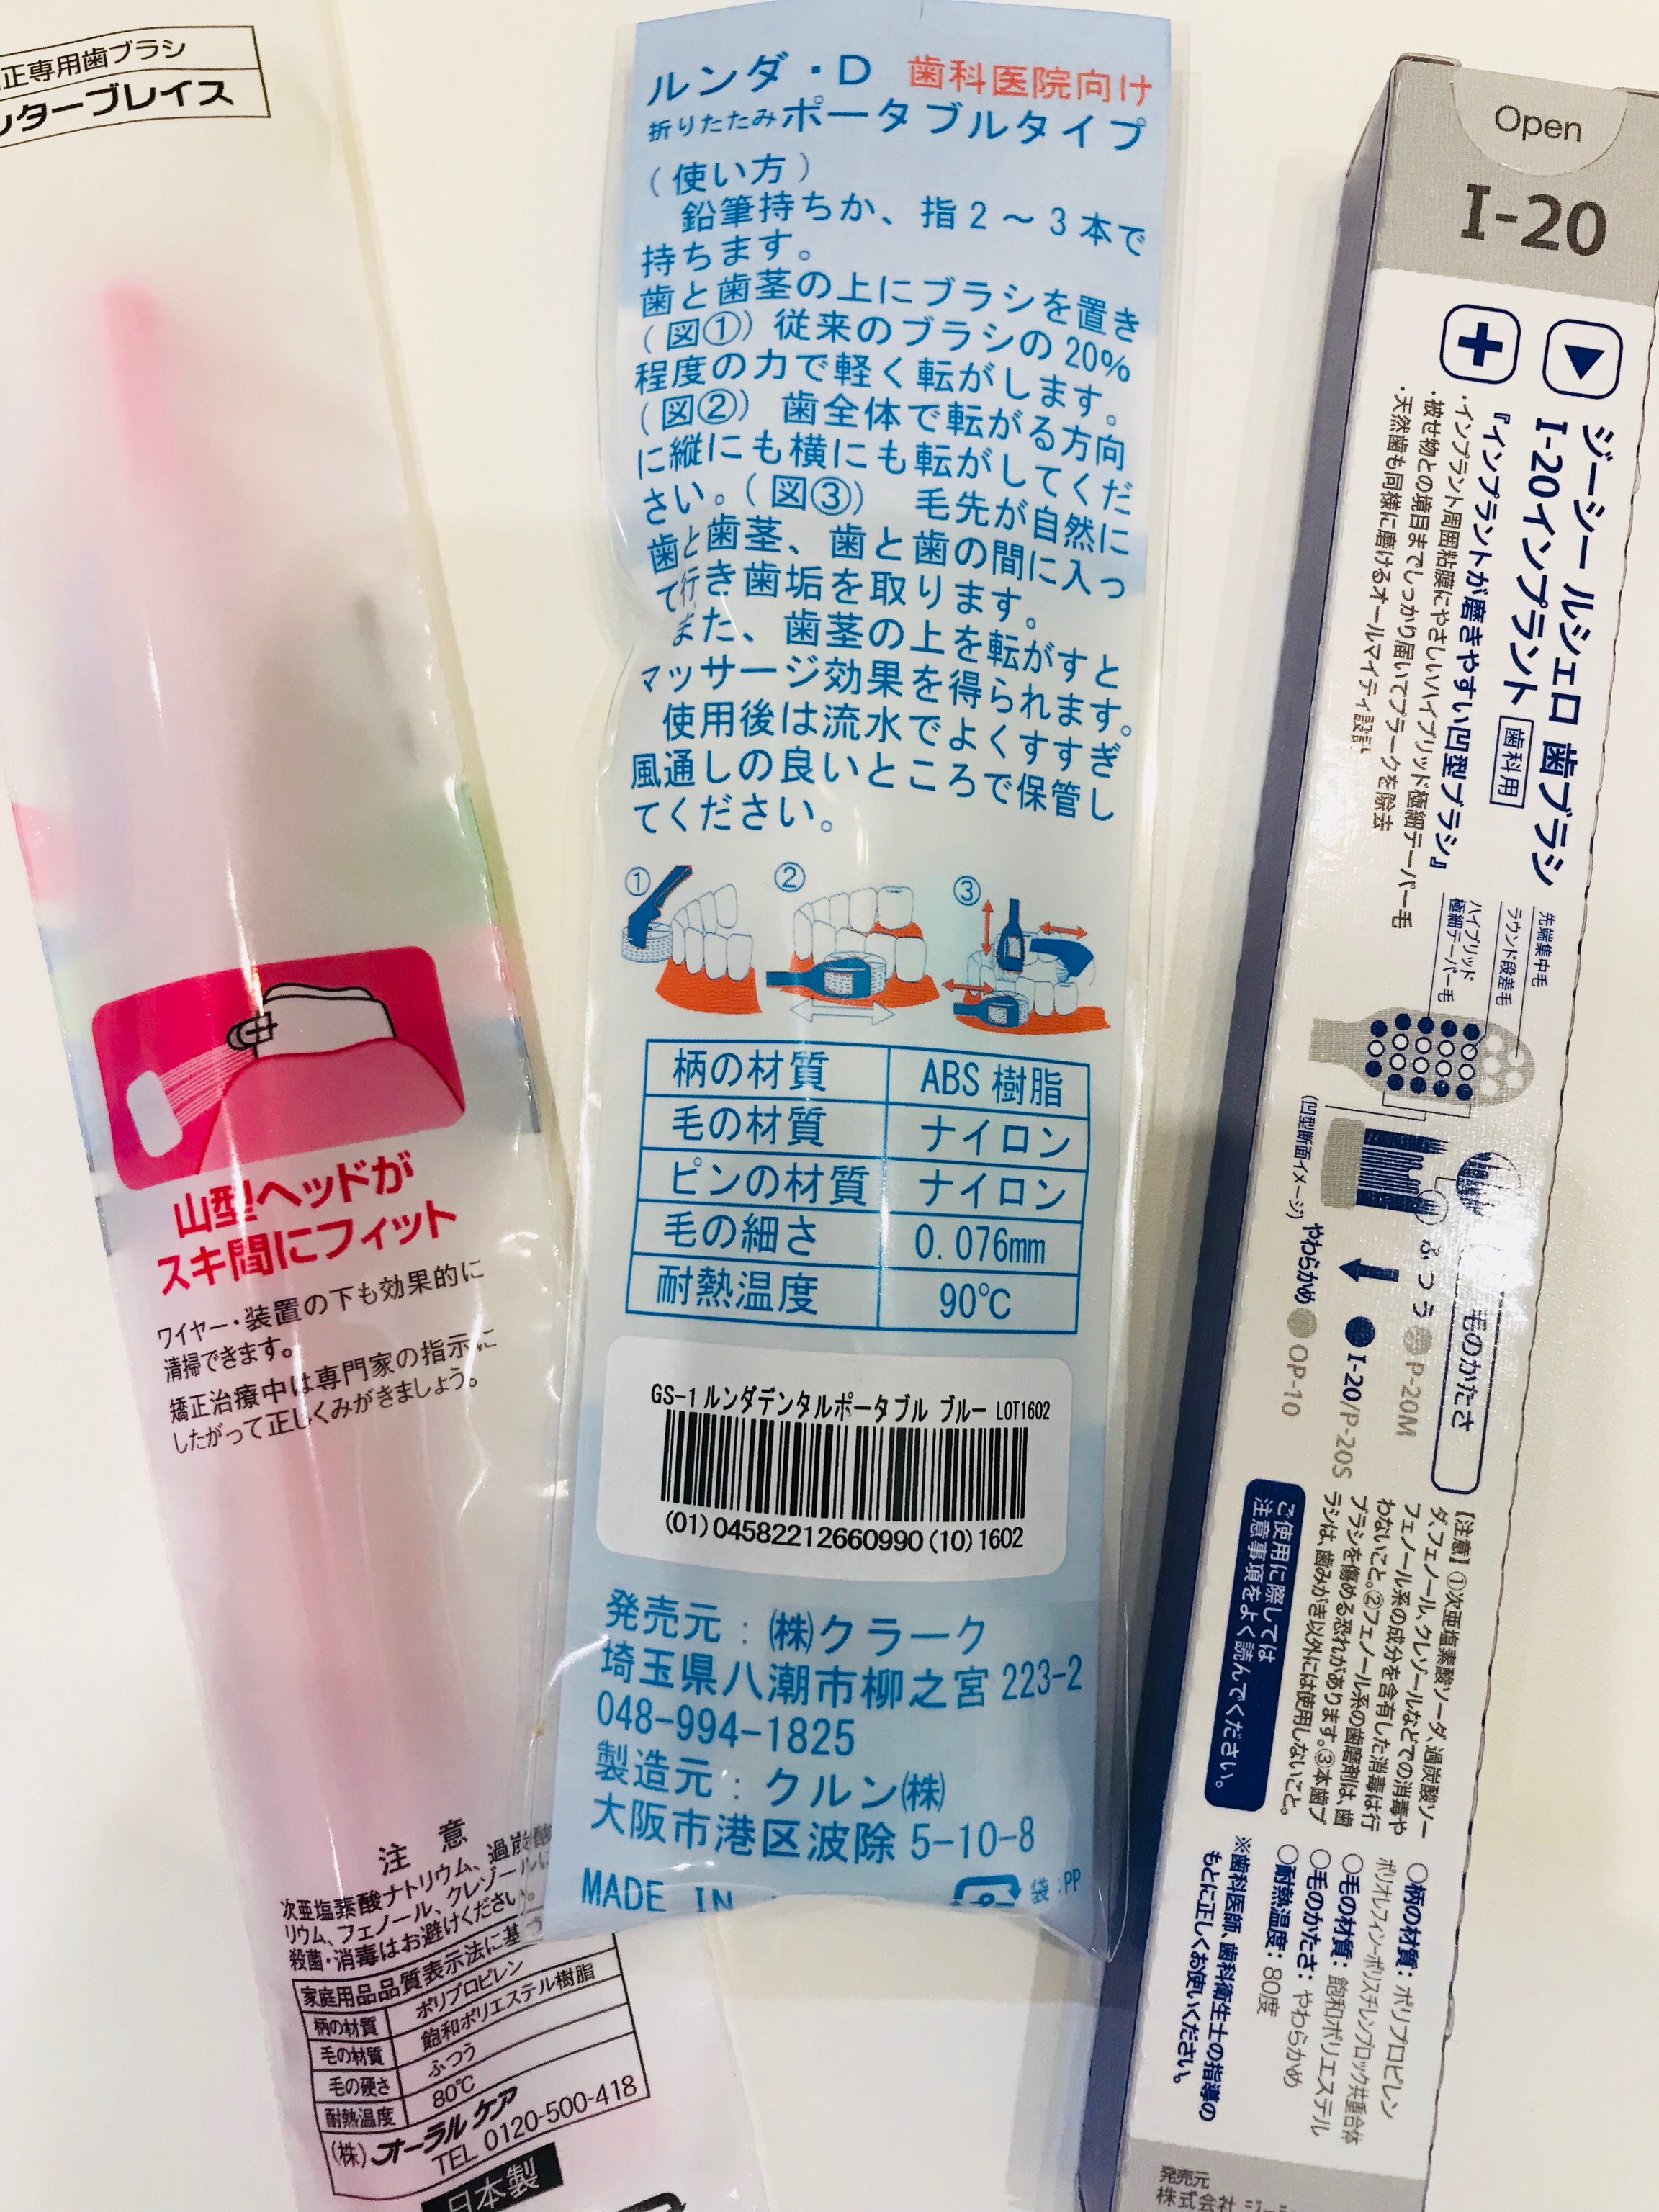 正専用歯ブラシ
ンターブレイス
山型ヘッドが
スキ間にフィット
ワイヤー・装置の下も効果的に
清掃できます。
矯正治療中は専門家の指示に
したがって正しくみがきましょう。
注 意
次亜塩素酸ナトリウム、過炭酸
リウム、フェノール、クレゾール
殺菌・消毒はお避けください。
家庭用品品質表示法に基
柄の材質 ポリプロピレン
毛の材質 飽和ポリエステル樹脂
毛の硬さ ふつう
耐熱温度 80℃
(株)オーラルケア
TEL 0120-500-418
日本製
ルンダ・D 歯科医院向け
折りたたみポータブルタイプ
（使い方）
鉛筆持ちか、指2～3本で
持ちます。
歯と歯茎の上にブラシを置き
（図①）従来のブラシの20%
程度の力で軽く転がします。
（図②）歯全体で転がる方向
に縦にも横にも転がしてくだ
さい。（図③） 毛先が自然に
歯と歯茎、歯と歯の間に入っ
て行き歯垢を取ります。
また、歯茎の上を転がすと
マッサージ効果を得られます。
使用後は流水でよくすすぎ
風通しの良いところで保管し
てください。
① ② ③
柄の材質 ABS樹脂
毛の材質 ナイロン
ピンの材質 ナイロン
毛の細さ 0.076mm
耐熱温度 90℃
GS-1 ルンダデンタルポータブル ブルー LOT1602
(01)04582212660990(10)1602
発売元：㈱クラーク
埼玉県八潮市柳之宮223-2
048-994-1825
製造元：クルン㈱
大阪市港区波除5-10-8
MADE IN
袋:PP
Open
I-20
ジーシー ルシェロ 歯ブラシ
I-20インプラント 歯科用
『インプラントが磨きやすい凹型ブラシ』
・インプラント周囲粘膜にやさしいハイブリッド極細テーパー毛
・被せ物との境目までしっかり届いてプラークを除去
・天然歯も同様に磨けるオールマイティ設計
先端集中毛
ラウンド段差毛
ハイブリッド
極細テーパー毛
(凹型断面イメージ)
毛のかたさ
ふつう P-20M
I-20/P-20S
やわらかめ OP-10
【注意】①次亜塩素酸ソーダ、過炭酸ソー
ダ、フェノール、クレゾールなどでの消毒や
フェノール系の成分を含有した消毒は行
わないこと。②フェノール系の歯磨剤は、歯
ブラシを傷める恐れがあります。③本歯ブ
ラシは、歯みがき以外には使用しないこと。
ご使用に際しては
注意事項をよく読んでください。
○柄の材質：ポリプロピレン
ポリオレフィン-ポリスチレンブロック共重合体
○毛の材質：飽和ポリエステル
○毛のかたさ：やわらかめ
○耐熱温度：80度
※歯科医師、歯科衛生士の指導の
もとに正しくお使いください。
発売元
株式会社